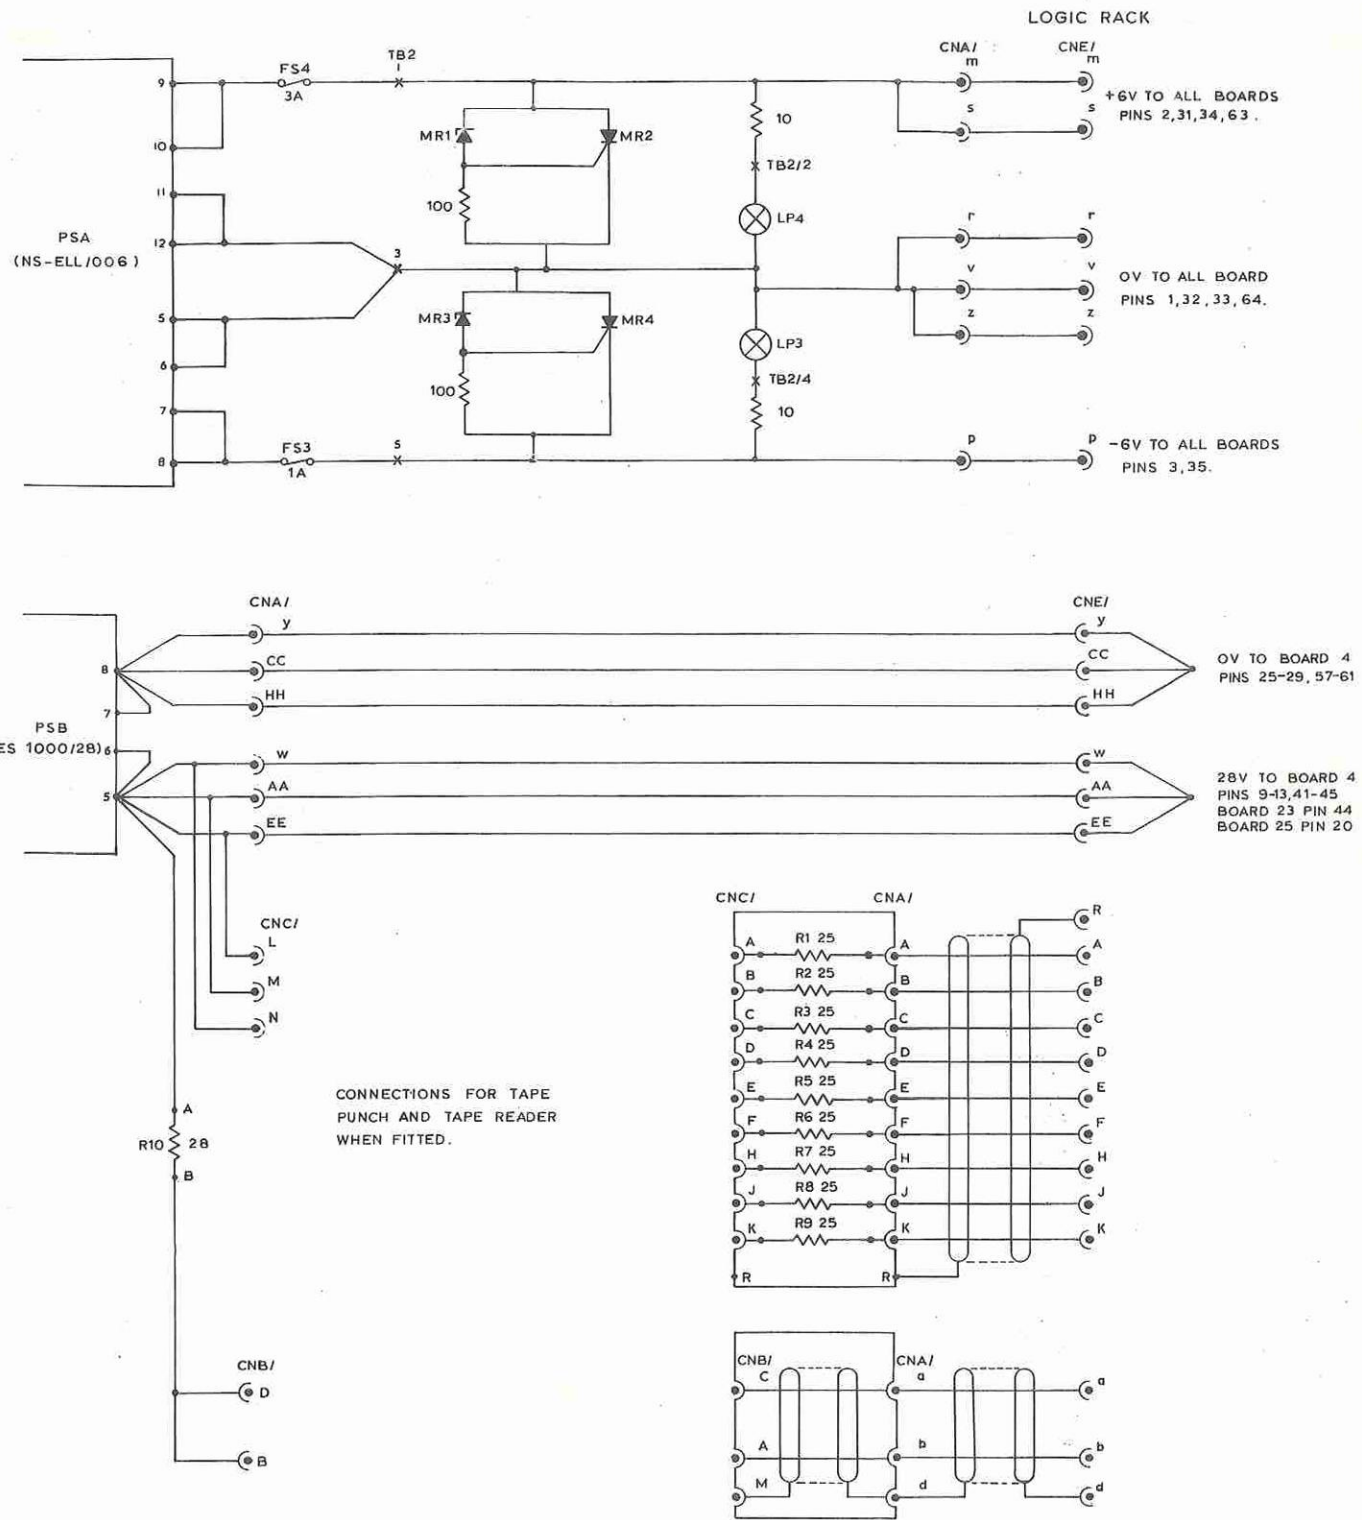 LOGIC RACK
CNA/ CNE/
m m
TB2
1
FS4
3A
9
10
11
12
5
6
7
8
PSA
(NS-ELL/006)
+6V TO ALL BOARDS
PINS 2,31,34,63.
s s
MR1 MR2
100
10
TB2/2
LP4
3
r r
v v
z z
0V TO ALL BOARD
PINS 1,32,33,64.
MR3 MR4
100
LP3
TB2/4
10
FS3
1A
5
p p
-6V TO ALL BOARDS
PINS 3,35.
CNA/ CNE/
y y
CC CC
HH HH
8
7
0V TO BOARD 4
PINS 25-29, 57-61
PSB
ES 1000/28)
6
5
w w
AA AA
EE EE
28V TO BOARD 4
PINS 9-13,41-45
BOARD 23 PIN 44
BOARD 25 PIN 20
CNC/
L
M
N
CONNECTIONS FOR TAPE
PUNCH AND TAPE READER
WHEN FITTED.
A
R10 28
B
CNB/
D
B
CNC/ CNA/
R
A R1 25 A A
B R2 25 B B
C R3 25 C C
D R4 25 D D
E R5 25 E E
F R6 25 F F
H R7 25 H H
J R8 25 J J
K R9 25 K K
R R
CNB/ CNA/
C a a
A b b
M d d